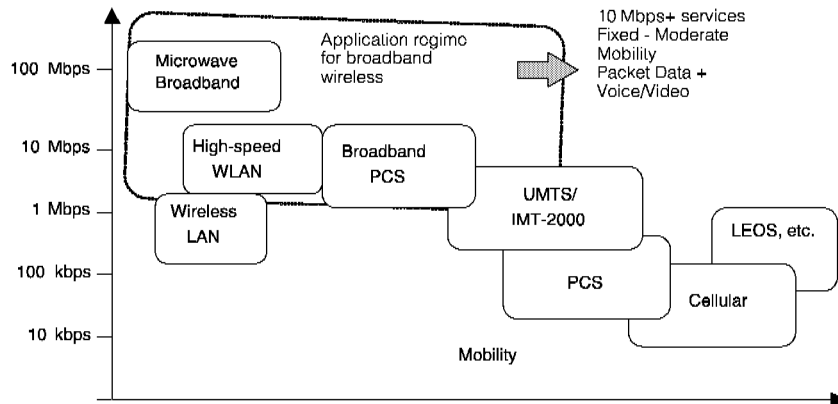 Application rogimo
for broadband
wireless
10 Mbps+ services
Fixed - Moderate
Mobility
Packet Data +
Voice/Video
100 Mbps
10 Mbps
1 Mbps
100 kbps
10 kbps
Microwave
Broadband
High-speed
WLAN
Broadband
PCS
Wireless
LAN
UMTS/
IMT-2000
LEOS, etc.
PCS
Cellular
Mobility